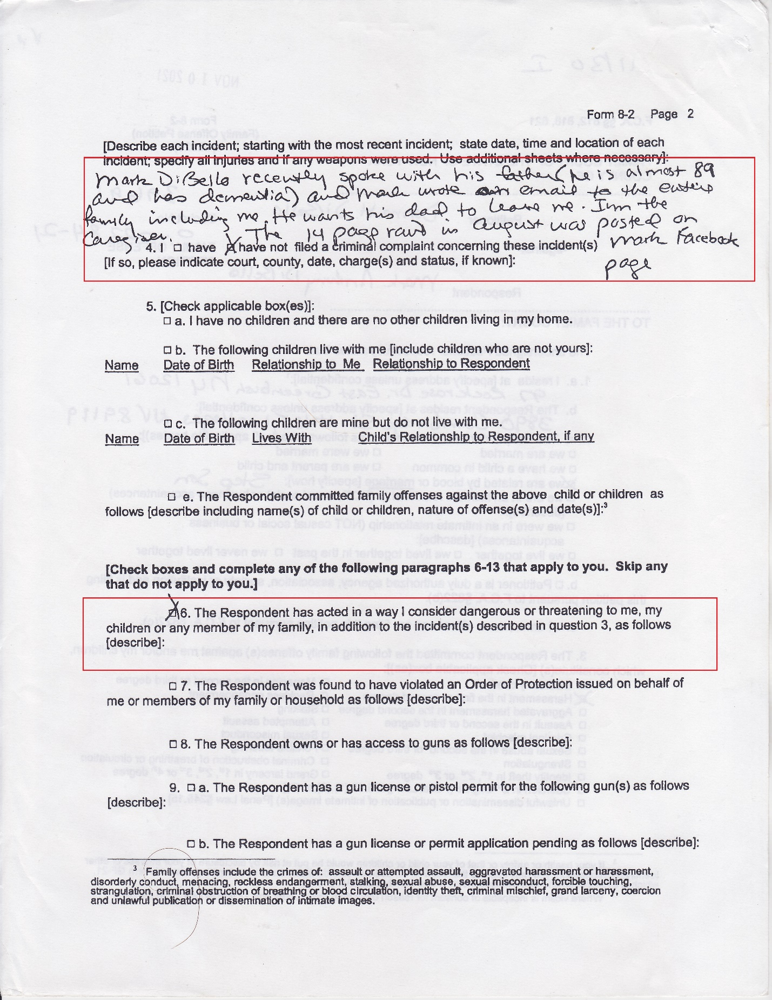 Form 8-2 Page 2
[Describe each incident; starting with the most recent incident; state date, time and location of each
incident; specify all injuries and if any weapons were used. Use additional sheets where necessary]:
Mark DiBello recently spoke with his father (he is almost 89
and has dementia) and Mark wrote an email to the entire
family including me. He wants his dad to leave me. I'm the
caregiver. The 14 page rant in august was posted on
Mark Facebook
page
4. I □ have ☒ have not filed a criminal complaint concerning these incident(s)
[If so, please indicate court, county, date, charge(s) and status, if known]:
5. [Check applicable box(es)]:
□ a. I have no children and there are no other children living in my home.
□ b. The following children live with me [include children who are not yours]:
Name Date of Birth Relationship to Me Relationship to Respondent
□ c. The following children are mine but do not live with me.
Name Date of Birth Lives With Child's Relationship to Respondent, if any
□ e. The Respondent committed family offenses against the above child or children as
follows [describe including name(s) of child or children, nature of offense(s) and date(s)]:³
[Check boxes and complete any of the following paragraphs 6-13 that apply to you. Skip any
that do not apply to you.]
☒ 6. The Respondent has acted in a way I consider dangerous or threatening to me, my
children or any member of my family, in addition to the incident(s) described in question 3, as follows
[describe]:
□ 7. The Respondent was found to have violated an Order of Protection issued on behalf of
me or members of my family or household as follows [describe]:
□ 8. The Respondent owns or has access to guns as follows [describe]:
9. □ a. The Respondent has a gun license or pistol permit for the following gun(s) as follows
[describe]:
□ b. The Respondent has a gun license or permit application pending as follows [describe]:
³ Family offenses include the crimes of: assault or attempted assault, aggravated harassment or harassment,
disorderly conduct, menacing, reckless endangerment, stalking, sexual abuse, sexual misconduct, forcible touching,
strangulation, criminal obstruction of breathing or blood circulation, identity theft, criminal mischief, grand larceny, coercion
and unlawful publication or dissemination of intimate images.